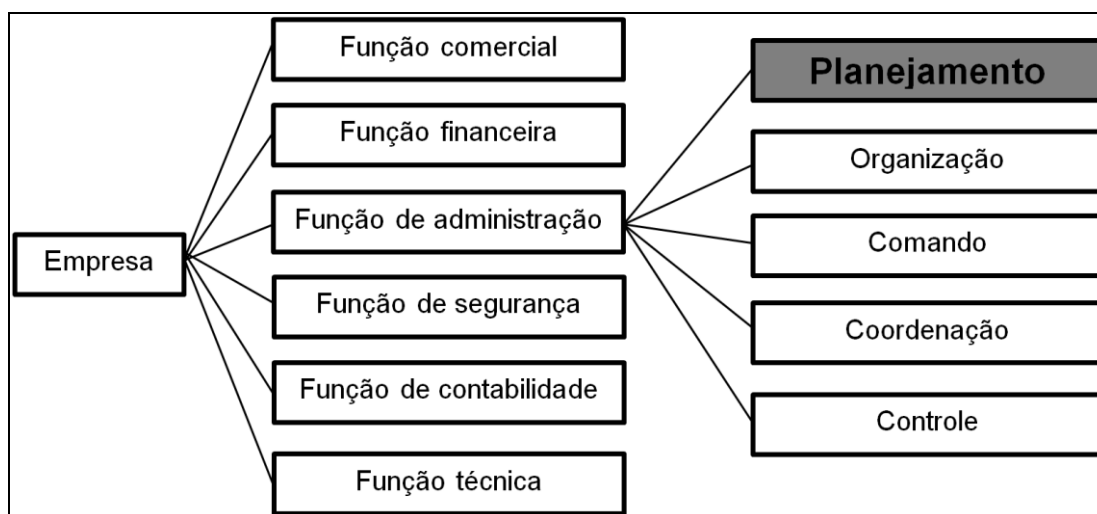 Empresa
Função comercial
Função financeira
Função de administração
Função de segurança
Função de contabilidade
Função técnica
Planejamento
Organização
Comando
Coordenação
Controle